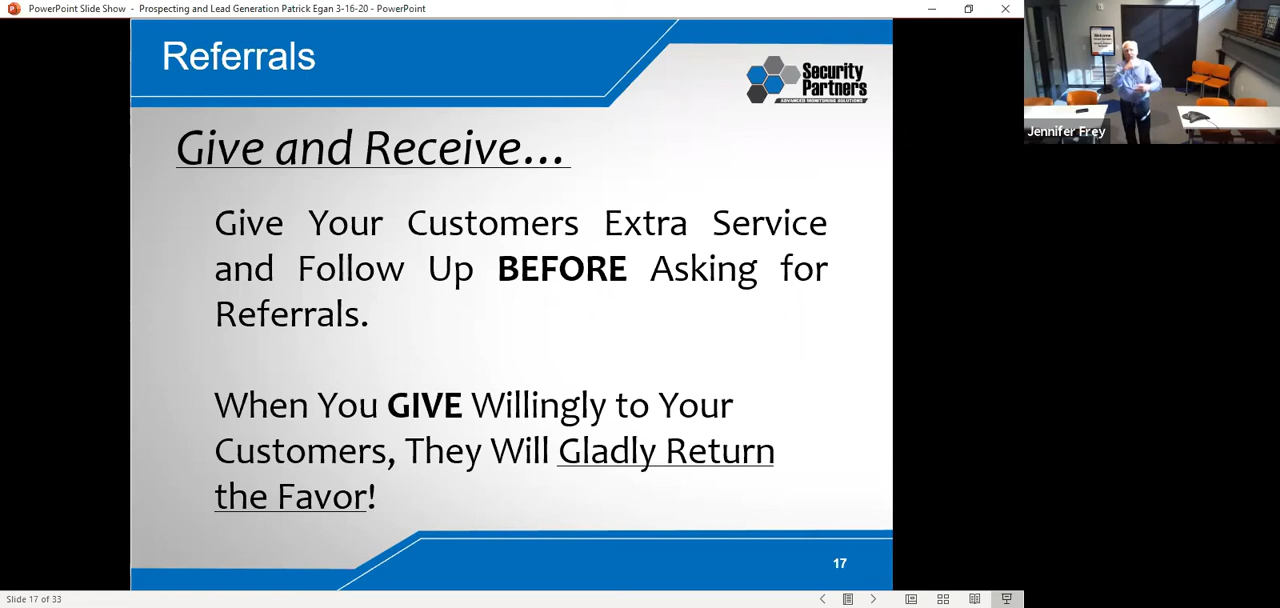 PowerPoint Slide Show - Prospecting and Lead Generation Patrick Egan 3-16-20 - PowerPoint
Referrals
Security
Partners
ADVANCED MONITORING SOLUTIONS
Give and Receive...
Give Your Customers Extra Service
and Follow Up BEFORE Asking for
Referrals.
When You GIVE Willingly to Your
Customers, They Will Gladly Return
the Favor!
17
Slide 17 of 33
Welcome
Jennifer Frey